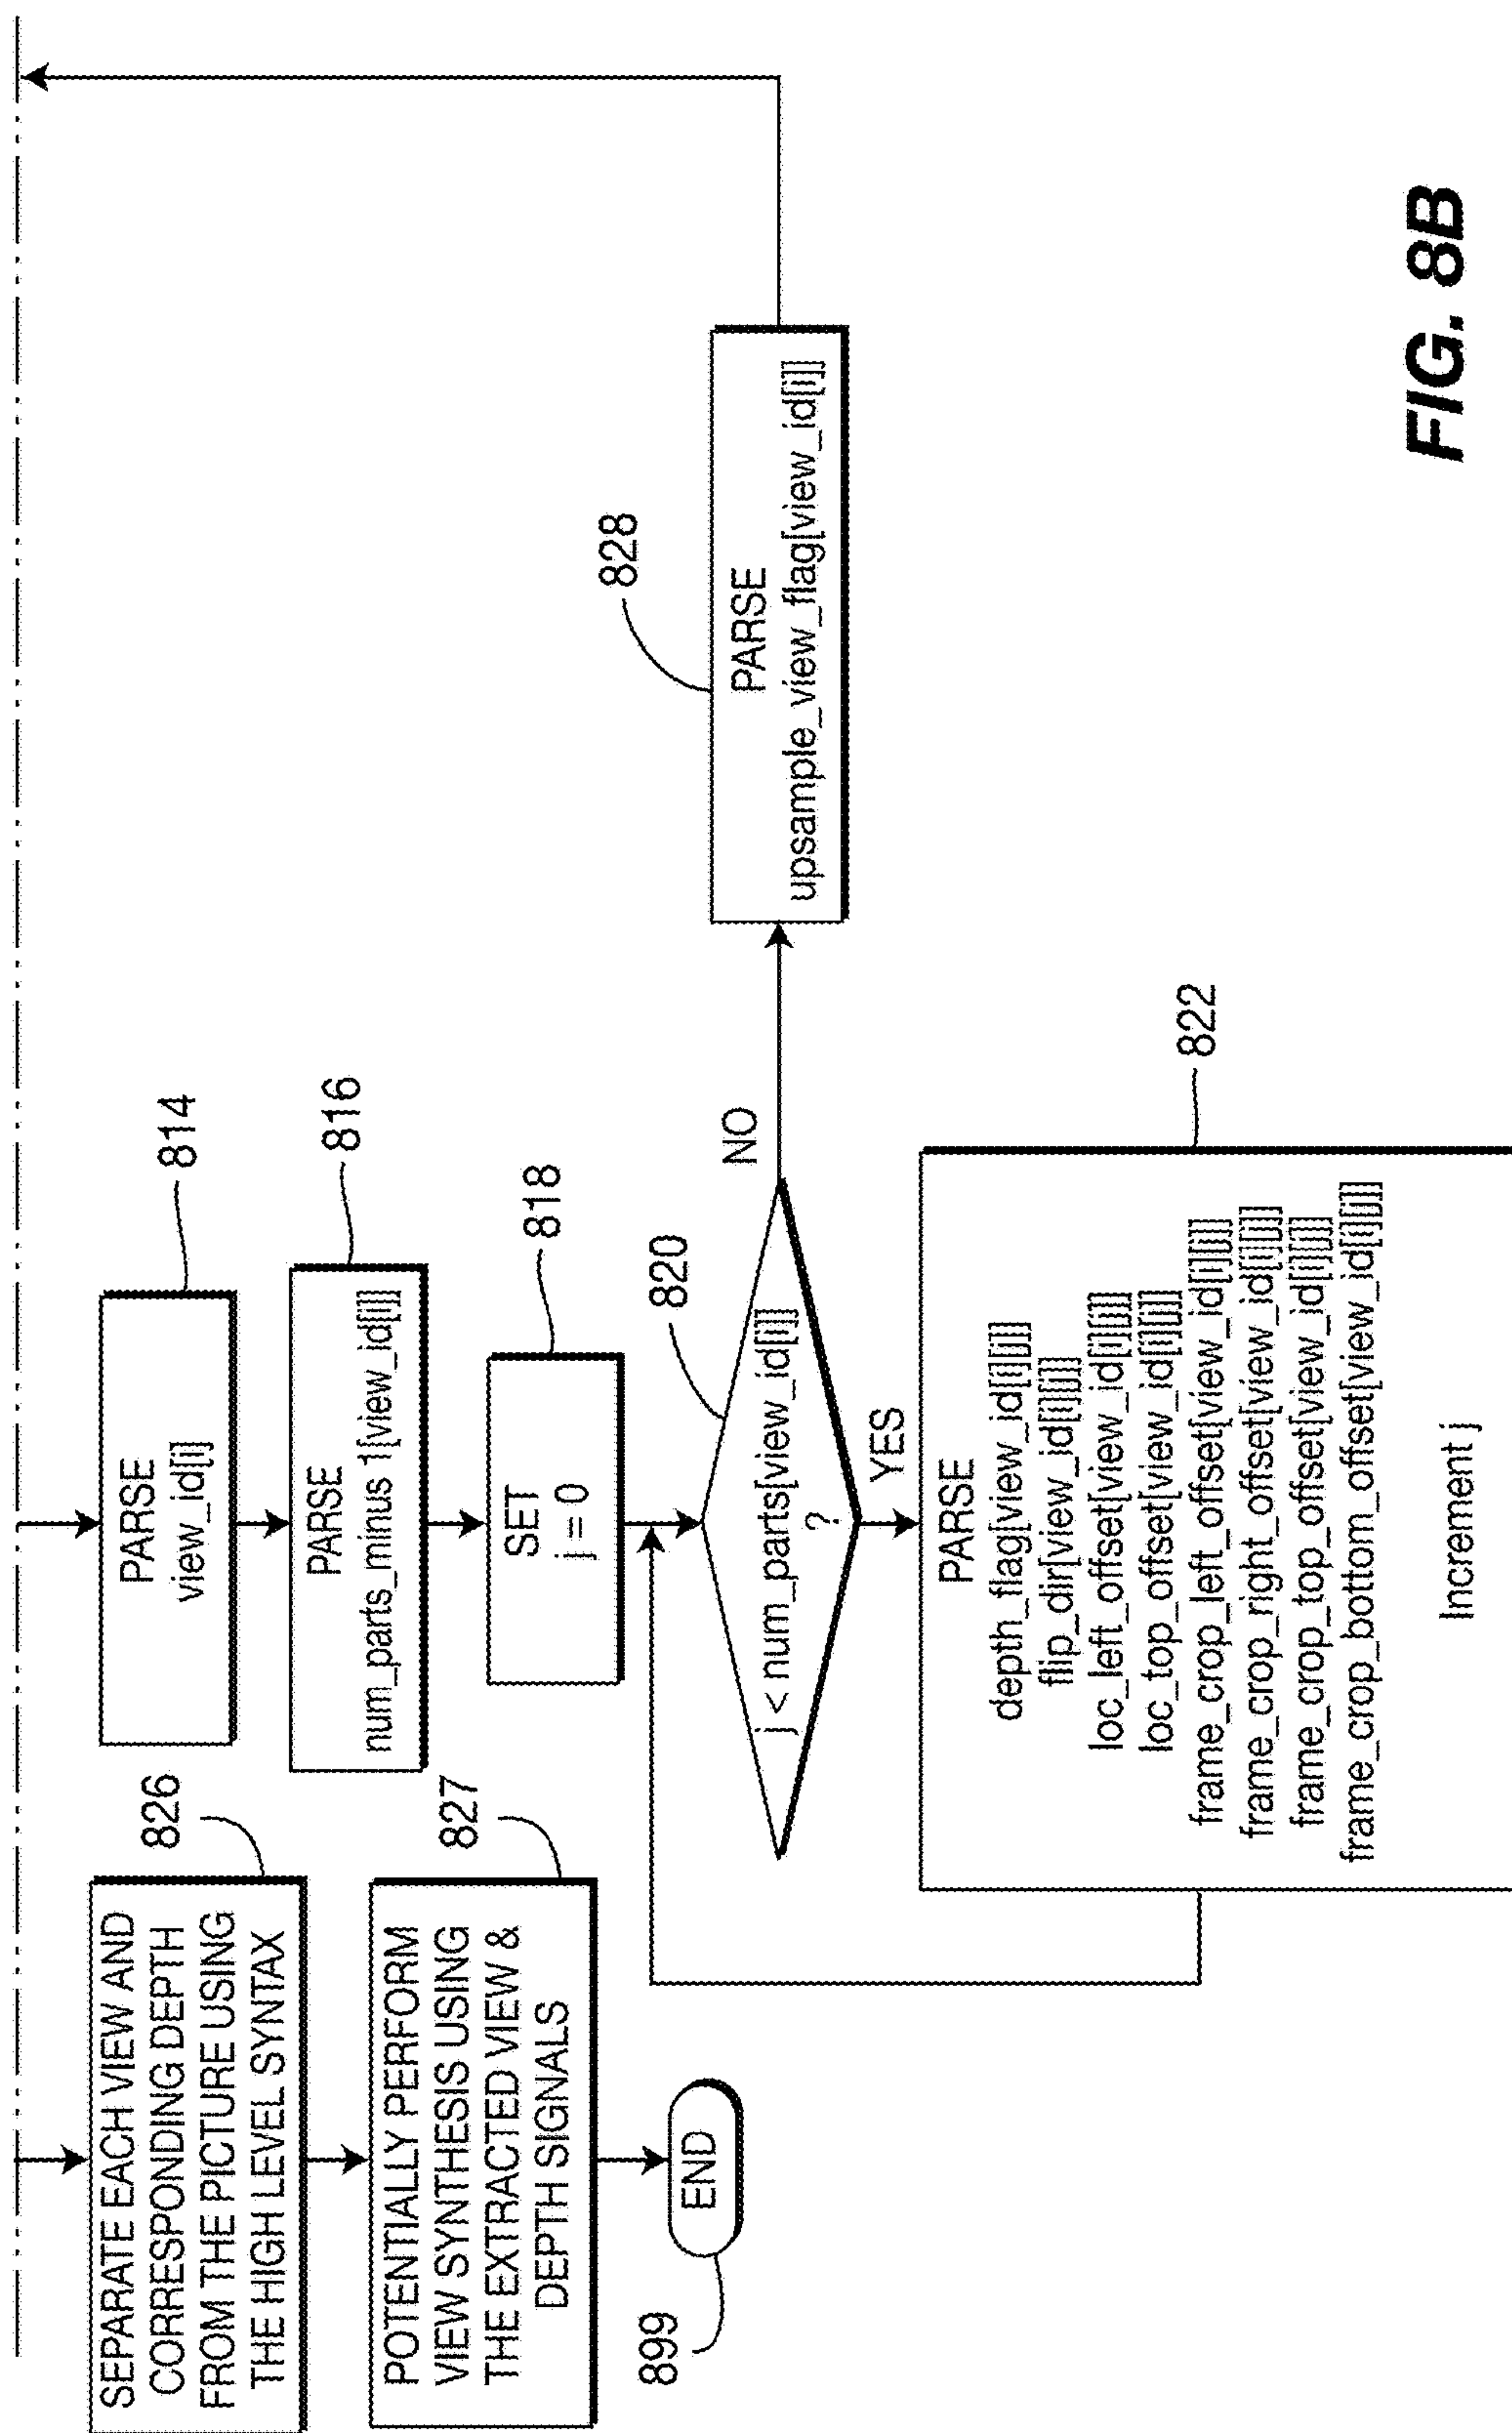 SEPARATE EACH VIEW AND
CORRESPONDING DEPTH
FROM THE PICTURE USING
THE HIGH LEVEL SYNTAX
826
POTENTIALLY PERFORM
VIEW SYNTHESIS USING
THE EXTRACTED VIEW &
DEPTH SIGNALS
827
END
899
PARSE
view_id[i]
814
PARSE
num_parts_minus 1[view_id[i]]
816
SET
j = 0
818
j < num_parts[view_id[i]]
?
820
NO
YES
PARSE
depth_flag[view_id[i][j]]
flip_dir[view_id[i][j]]
loc_left_offset[view_id[i][j]]
loc_top_offset[view_id[i][j]]
frame_crop_left_offset[view_id[i][j]]
frame_crop_right_offset[view_id[i][j]]
frame_crop_top_offset[view_id[i][j]]
frame_crop_bottom_offset[view_id[i][j]]
Increment j
822
PARSE
upsample_view_flag[view_id[i]]
828
FIG. 8B